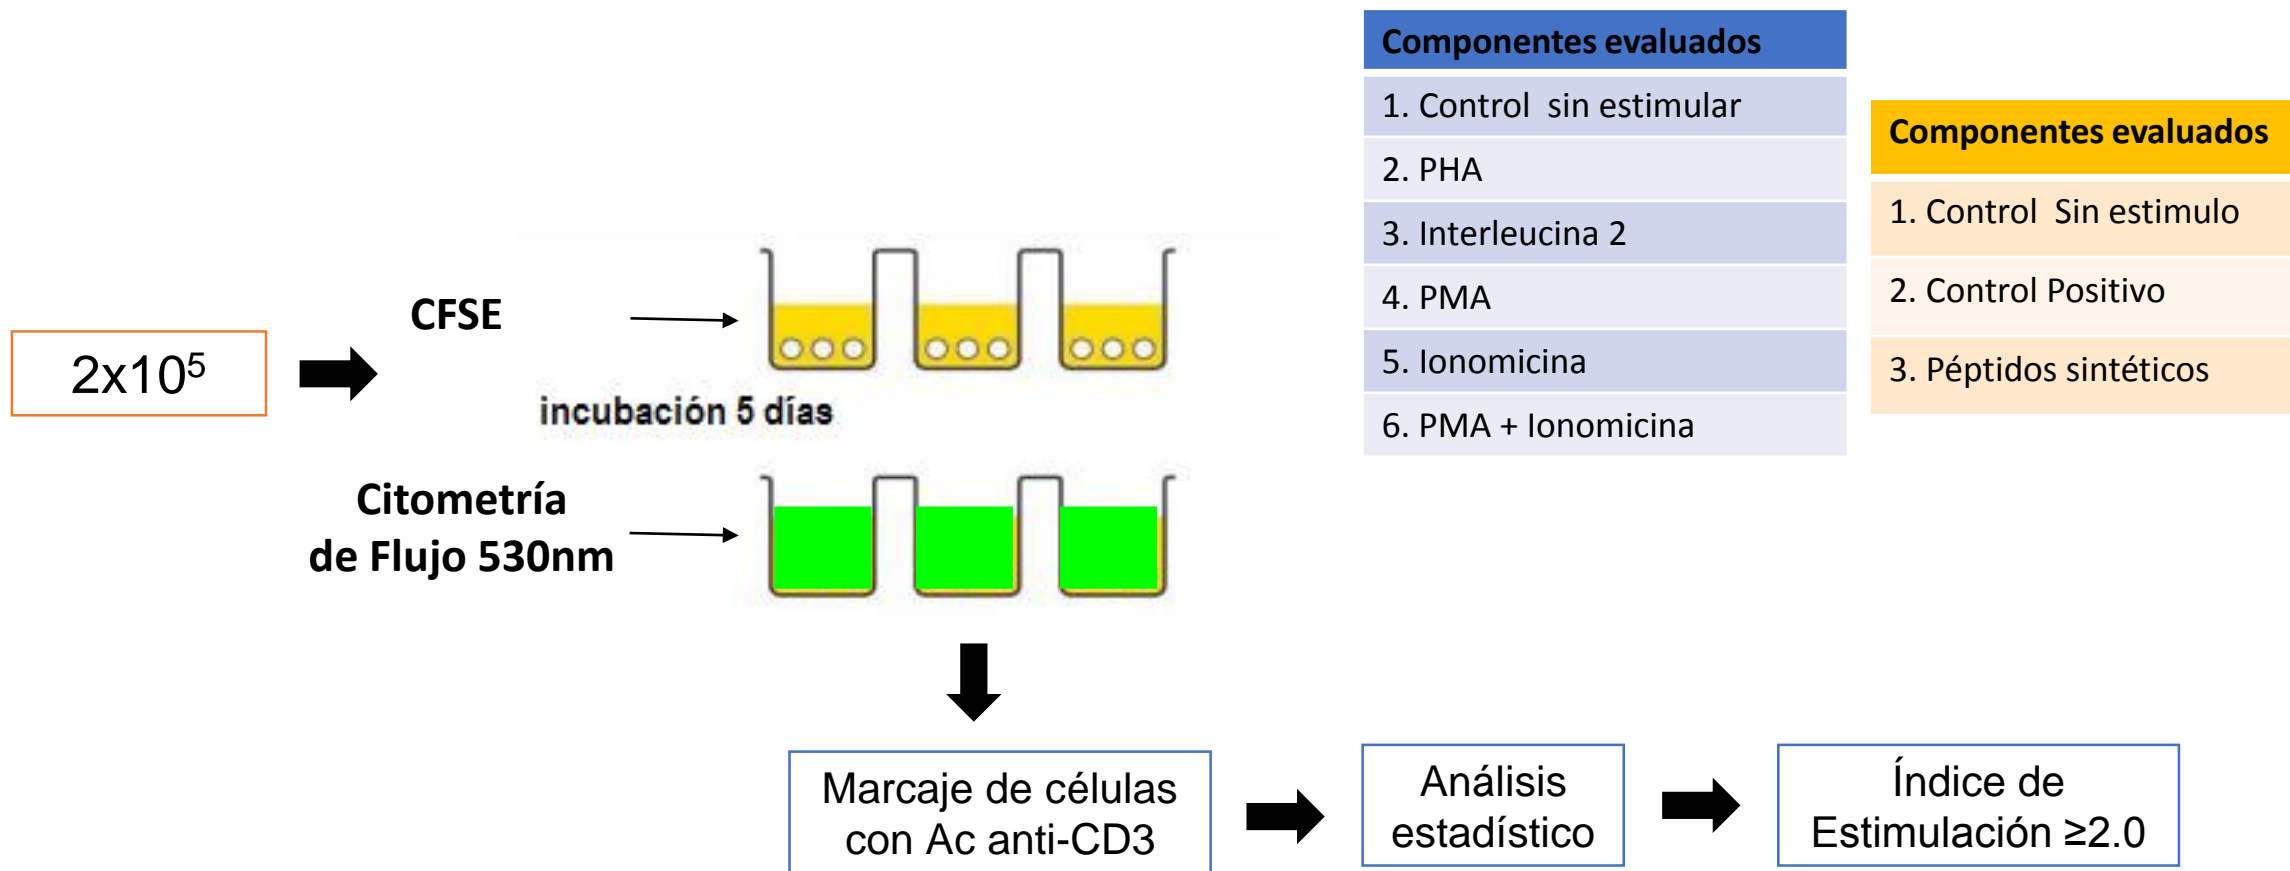 2x10⁵
CFSE
incubación 5 días
Citometría
de Flujo 530nm
Componentes evaluados
1. Control sin estimular
2. PHA
3. Interleucina 2
4. PMA
5. Ionomicina
6. PMA + Ionomicina
Componentes evaluados
1. Control Sin estimulo
2. Control Positivo
3. Péptidos sintéticos
Marcaje de células
con Ac anti-CD3
Análisis
estadístico
Índice de
Estimulación ≥2.0